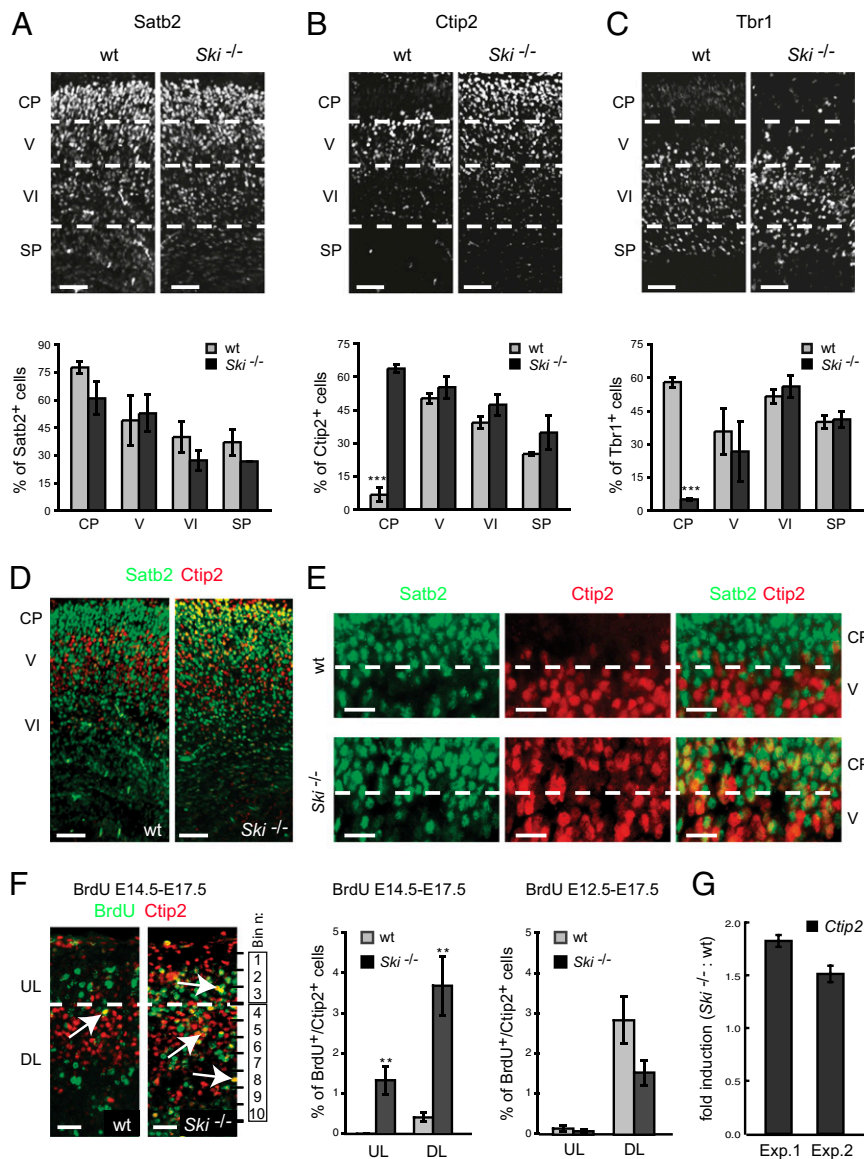 A
Satb2
wt
Ski -/-
CP
V
VI
SP
% of Satb2+ cells
90
75
60
45
30
15
0
wt
Ski -/-
CP V VI SP
B
Ctip2
wt
Ski -/-
CP
V
VI
SP
% of Ctip2+ cells
75
60
45
30
15
0
wt
Ski -/-
***
CP V VI SP
C
Tbr1
wt
Ski -/-
CP
V
VI
SP
% of Tbr1+ cells
75
60
45
30
15
0
wt
Ski -/-
***
CP V VI SP
D
Satb2 Ctip2
CP
V
VI
wt
Ski -/-
E
Satb2
Ctip2
Satb2 Ctip2
wt
CP
V
Ski -/-
CP
V
F
BrdU E14.5-E17.5
BrdU Ctip2
UL
DL
wt
Ski -/-
Bin n:
1
2
3
4
5
6
7
8
9
10
BrdU E14.5-E17.5
% of BrdU+/Ctip2+ cells
5
4
3
2
1
0
wt
Ski -/-
**
**
UL DL
BrdU E12.5-E17.5
% of BrdU+/Ctip2+ cells
5
4
3
2
1
0
wt
Ski -/-
UL DL
G
fold induction (Ski -/- : wt)
2.0
1.5
1.0
0.5
0
Ctip2
Exp.1 Exp.2